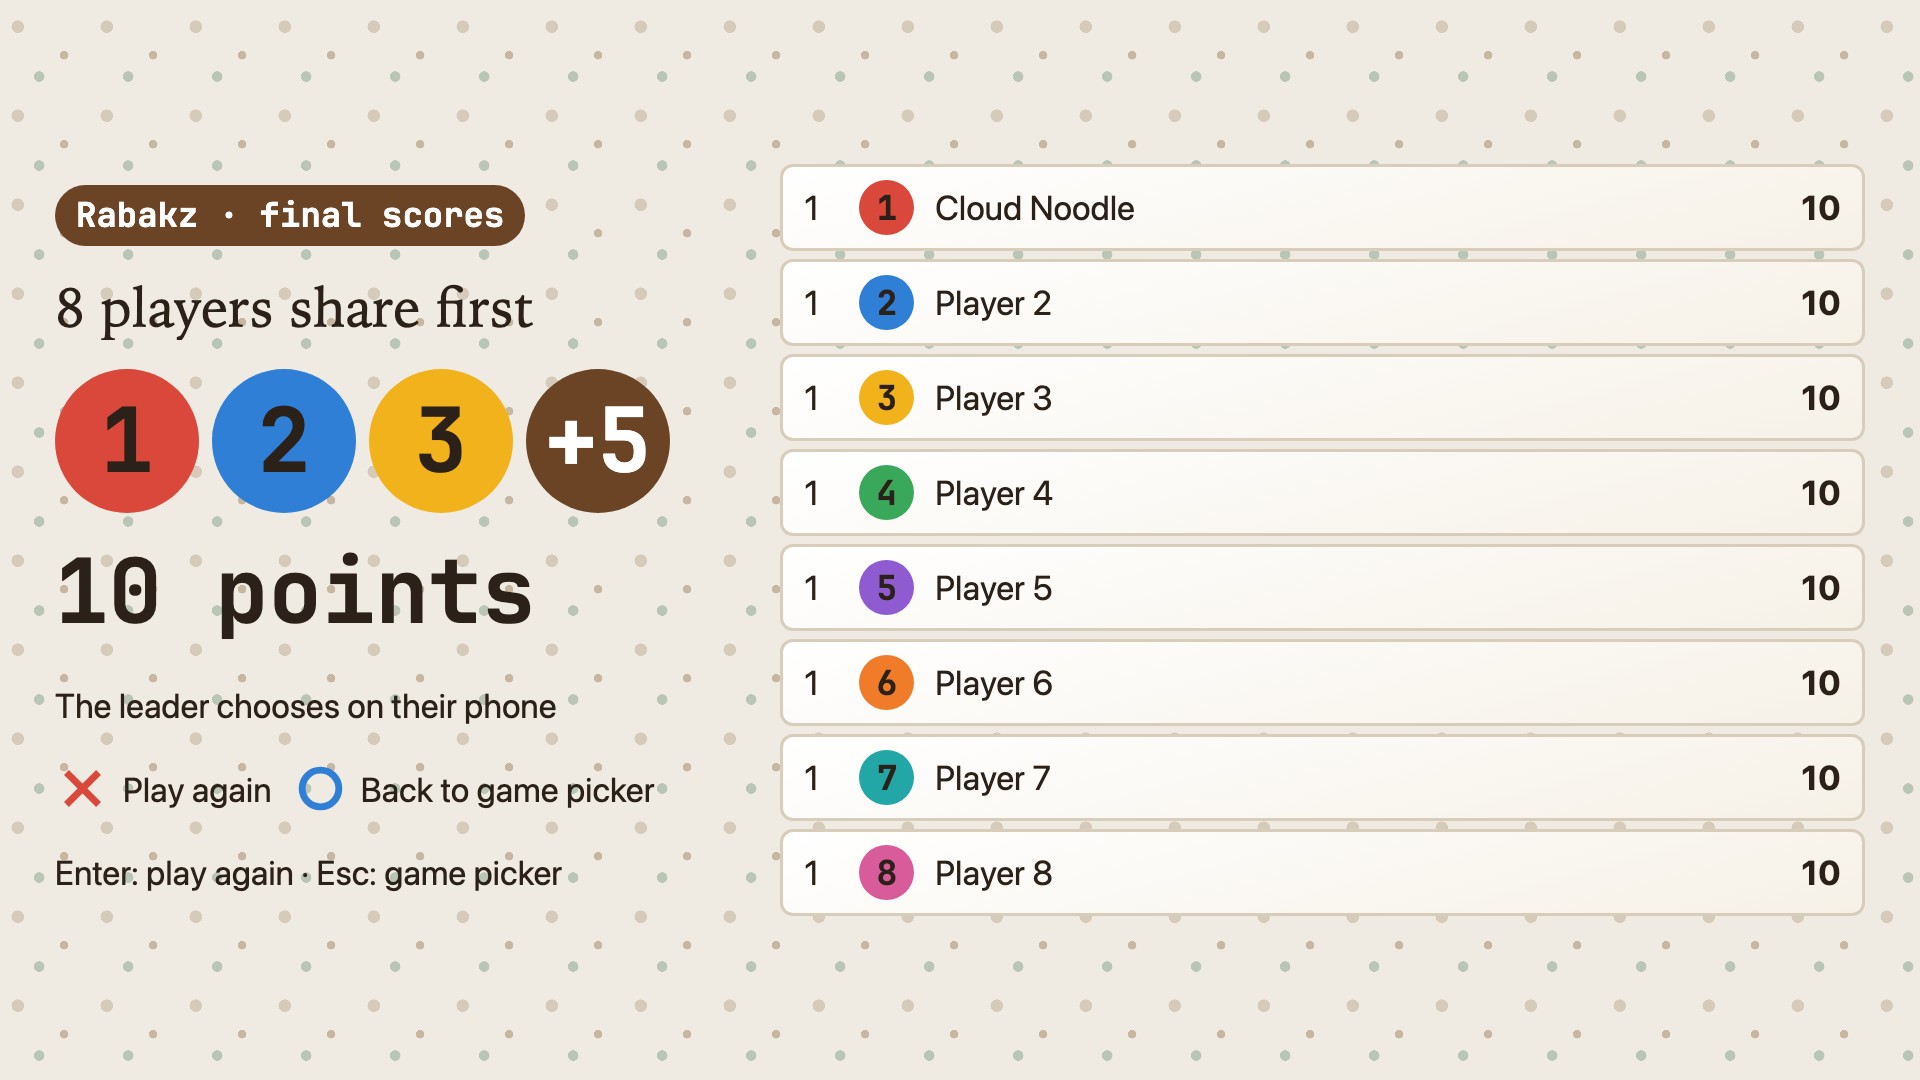 Rabakz · final scores
8 players share first
1 2 3 +5
10 points
The leader chooses on their phone
Play again Back to game picker
Enter: play again · Esc: game picker
1 1 Cloud Noodle 10
1 2 Player 2 10
1 3 Player 3 10
1 4 Player 4 10
1 5 Player 5 10
1 6 Player 6 10
1 7 Player 7 10
1 8 Player 8 10